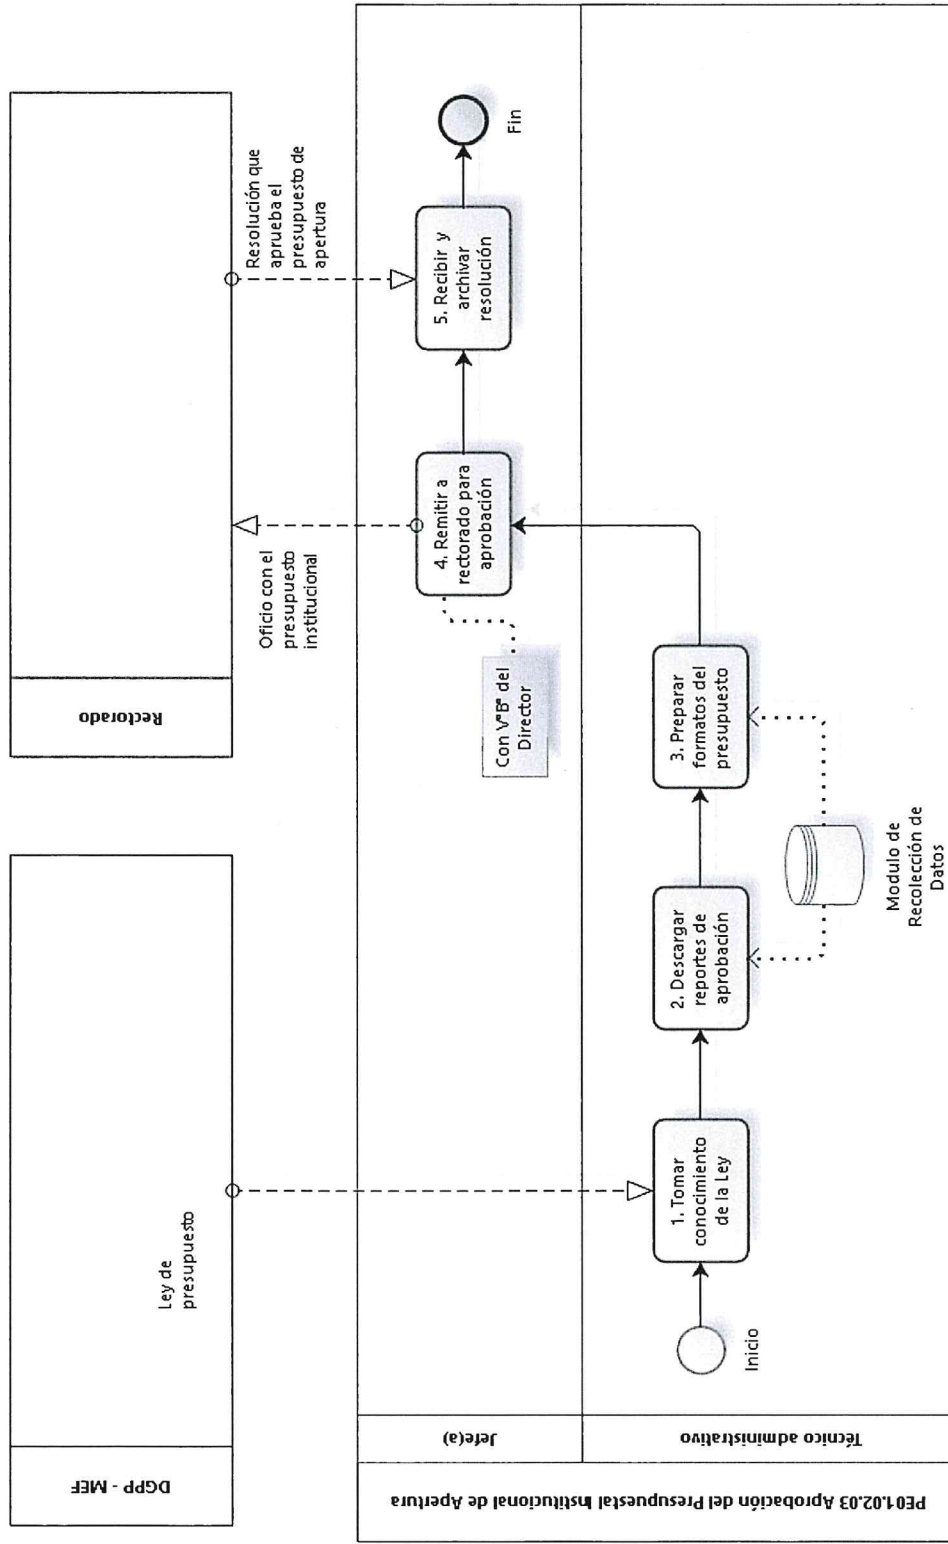 DGPP - MEF
Ley de
presupuesto
Rectorado
Oficio con el
presupuesto
institucional
Resolución que
aprueba el
presupuesto de
apertura
PE01.02.03 Aprobación del Presupuestal Institucional de Apertura
Jefe(a)
Con V°B° del
Director
4. Remitir a
rectorado para
aprobación
5. Recibir y
archivar
resolución
Fin
Técnico administrativo
Inicio
1. Tomar
conocimiento
de la Ley
2. Descargar
reportes de
aprobación
3. Preparar
formatos del
presupuesto
Modulo de
Recolección de
Datos